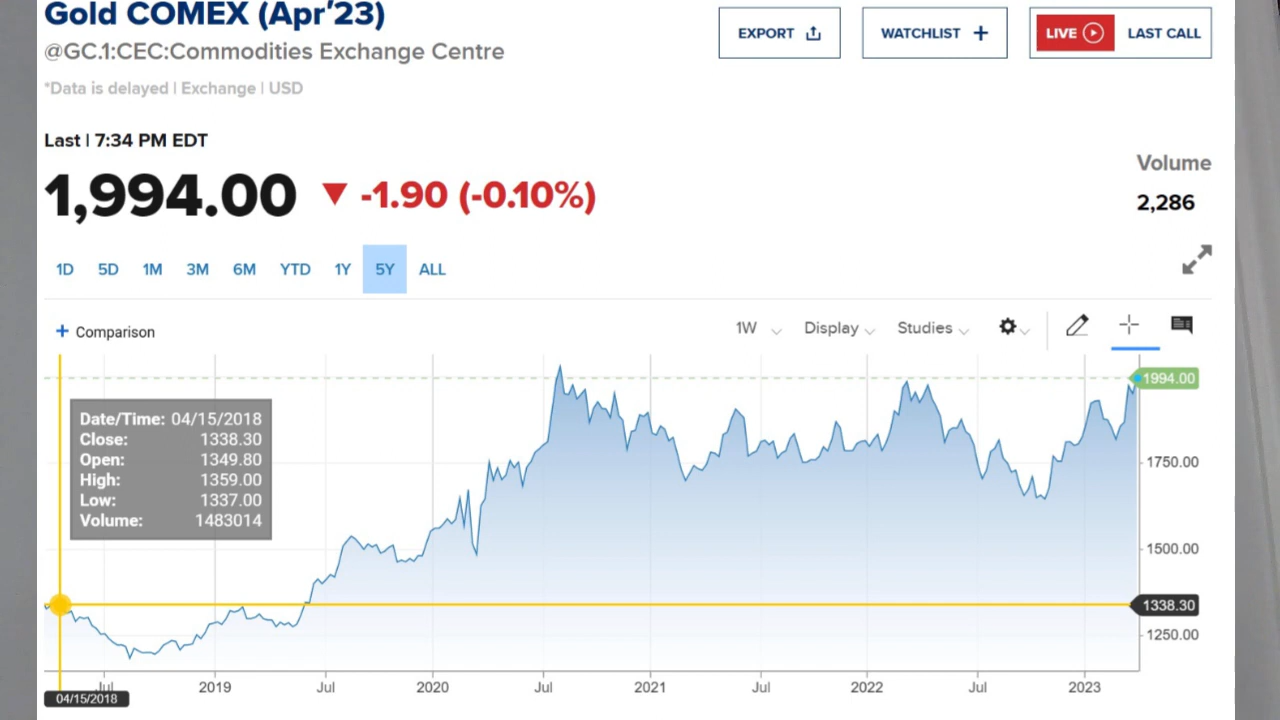 Gold COMEX (Apr'23)
@GC.1:CEC:Commodities Exchange Centre
*Data is delayed | Exchange | USD
EXPORT
WATCHLIST +
LIVE
LAST CALL
Last | 7:34 PM EDT
1,994.00 ▼ -1.90 (-0.10%)
Volume
2,286
1D 5D 1M 3M 6M YTD 1Y 5Y ALL
+ Comparison
1W Display Studies
1994.00
Date/Time: 04/15/2018
Close: 1338.30
Open: 1349.80
High: 1359.00
Low: 1337.00
Volume: 1483014
1750.00
1500.00
1338.30
1250.00
Jul 2019 Jul 2020 Jul 2021 Jul 2022 Jul 2023
04/15/2018